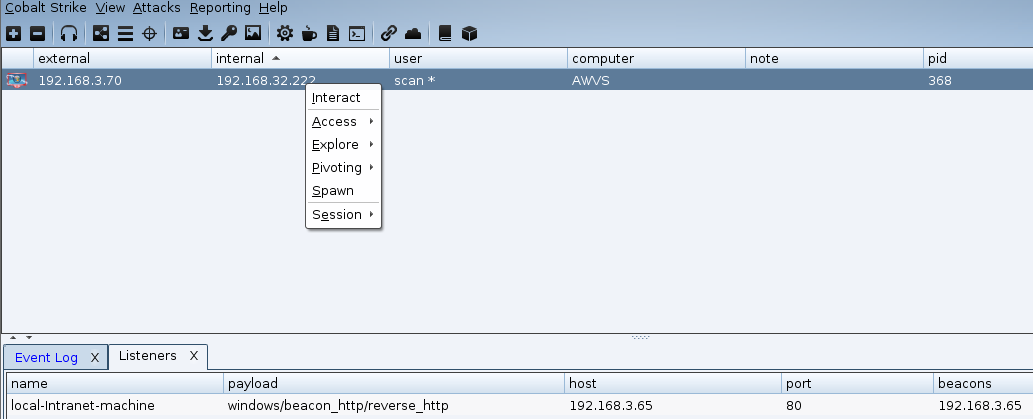 Cobalt Strike View Attacks Reporting Help
external internal user computer note pid
192.168.3.70 192.168.32.222 scan * AWVS 368
Interact
Access
Explore
Pivoting
Spawn
Session
Event Log X Listeners X
name payload host port beacons
local-Intranet-machine windows/beacon_http/reverse_http 192.168.3.65 80 192.168.3.65